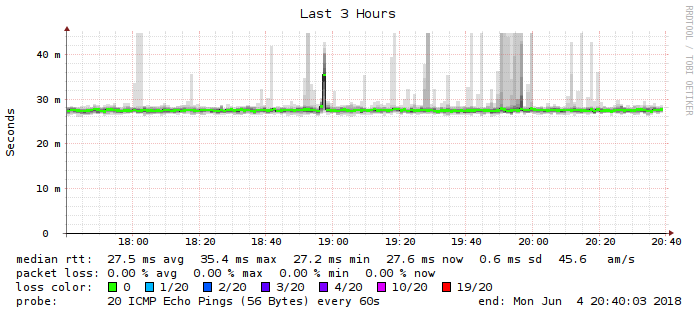 Last 3 Hours
RRDTOOL / TOBI OETIKER
Seconds
40 m
30 m
20 m
10 m
0
18:00 18:20 18:40 19:00 19:20 19:40 20:00 20:20 20:40
median rtt: 27.5 ms avg 35.4 ms max 27.2 ms min 27.6 ms now 0.6 ms sd 45.6 am/s
packet loss: 0.00 % avg 0.00 % max 0.00 % min 0.00 % now
loss color: 0 1/20 2/20 3/20 4/20 10/20 19/20
probe: 20 ICMP Echo Pings (56 Bytes) every 60s end: Mon Jun 4 20:40:03 2018